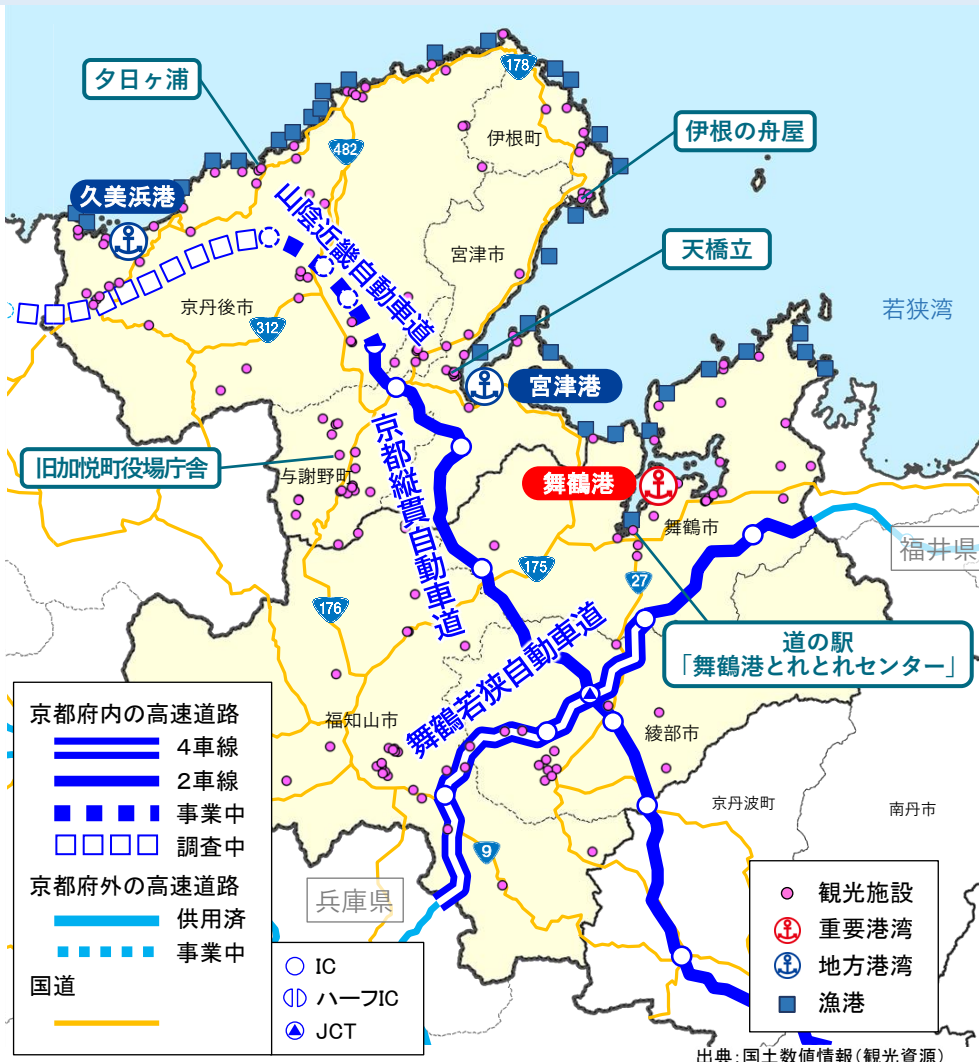 178
夕日ヶ浦
伊根町
伊根の舟屋
482
久美浜港
山陰近畿自動車道
宮津市
天橋立
京丹後市
若狭湾
312
宮津港
京都縦貫自動車道
旧加悦町役場庁舎
与謝野町
舞鶴港
舞鶴市
福井県
175
27
176
道の駅
「舞鶴港とれとれセンター」
舞鶴若狭自動車道
福知山市
綾部市
京丹波町
南丹市
9
兵庫県
京都府内の高速道路
4車線
2車線
事業中
調査中
京都府外の高速道路
供用済
事業中
国道
IC
ハーフIC
JCT
観光施設
重要港湾
地方港湾
漁港
出典:国土数値情報(観光資源)